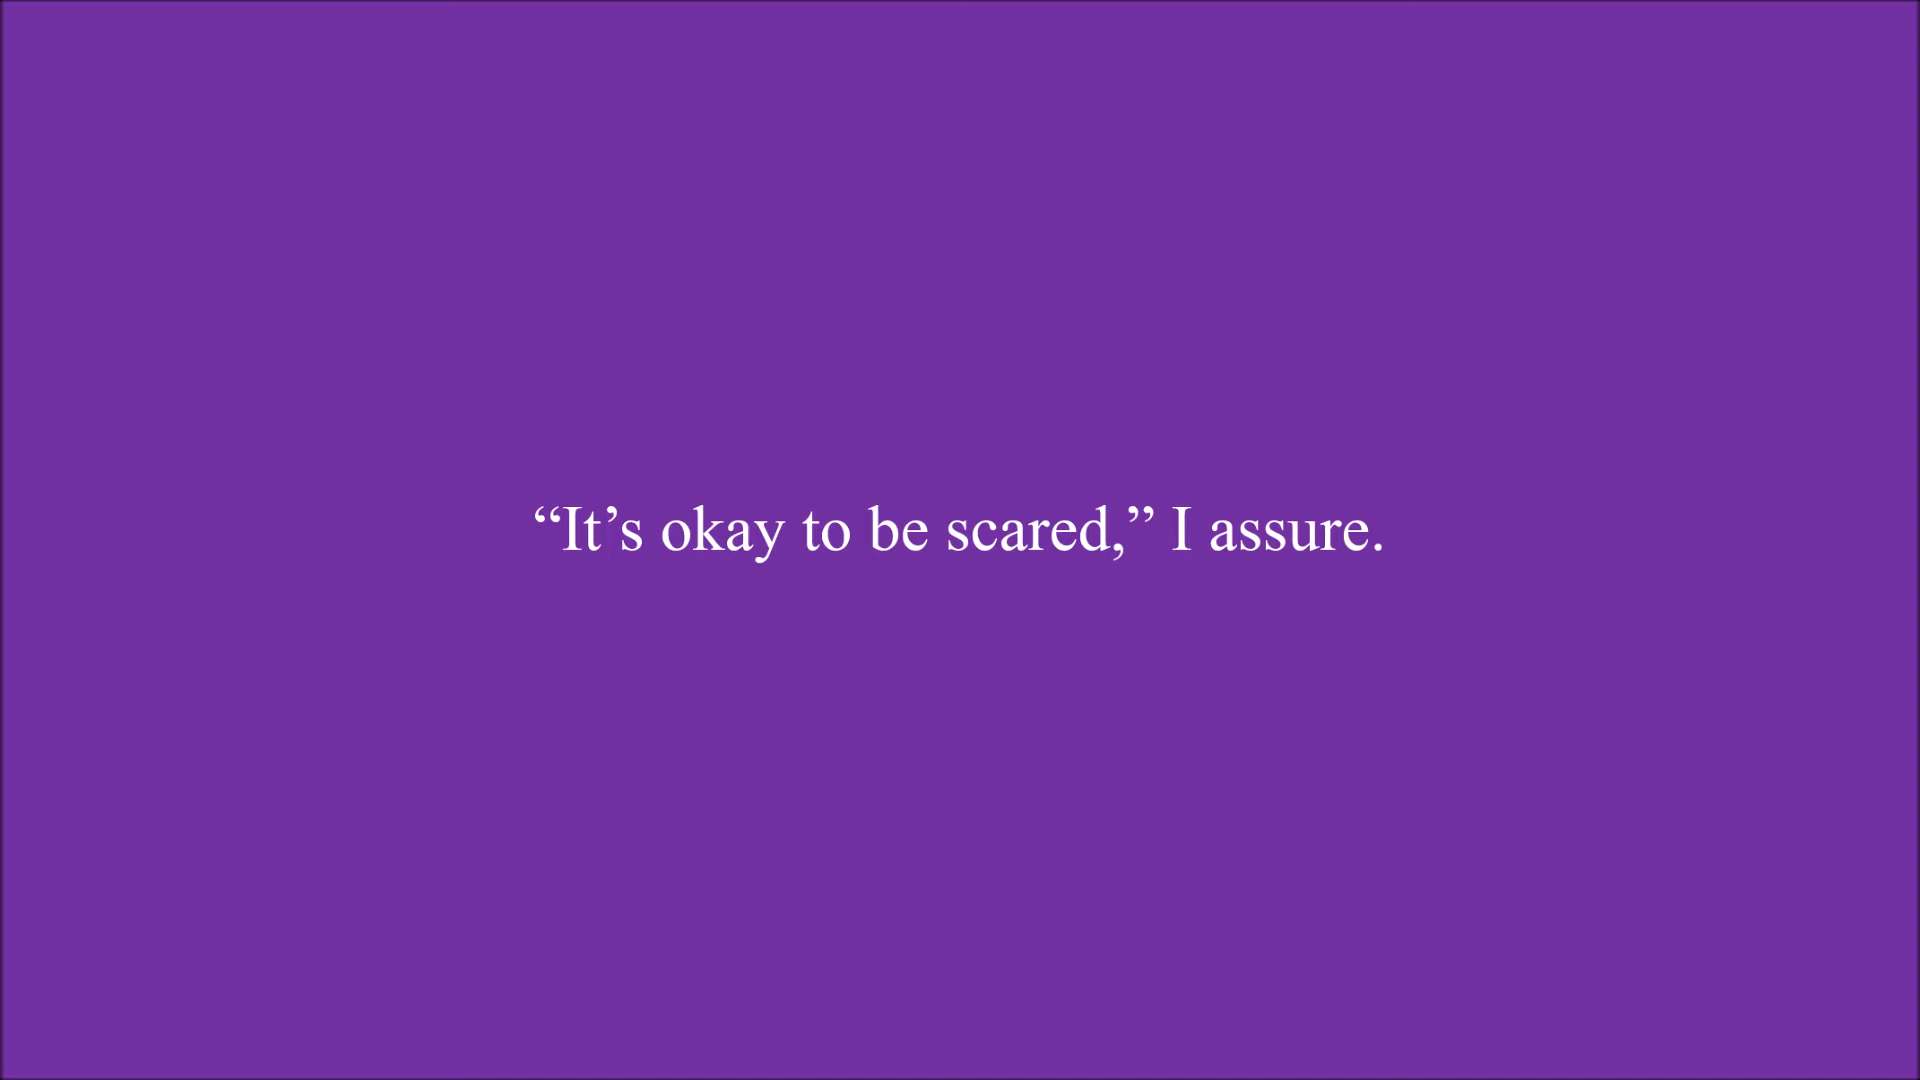 “It’s okay to be scared,” I assure.